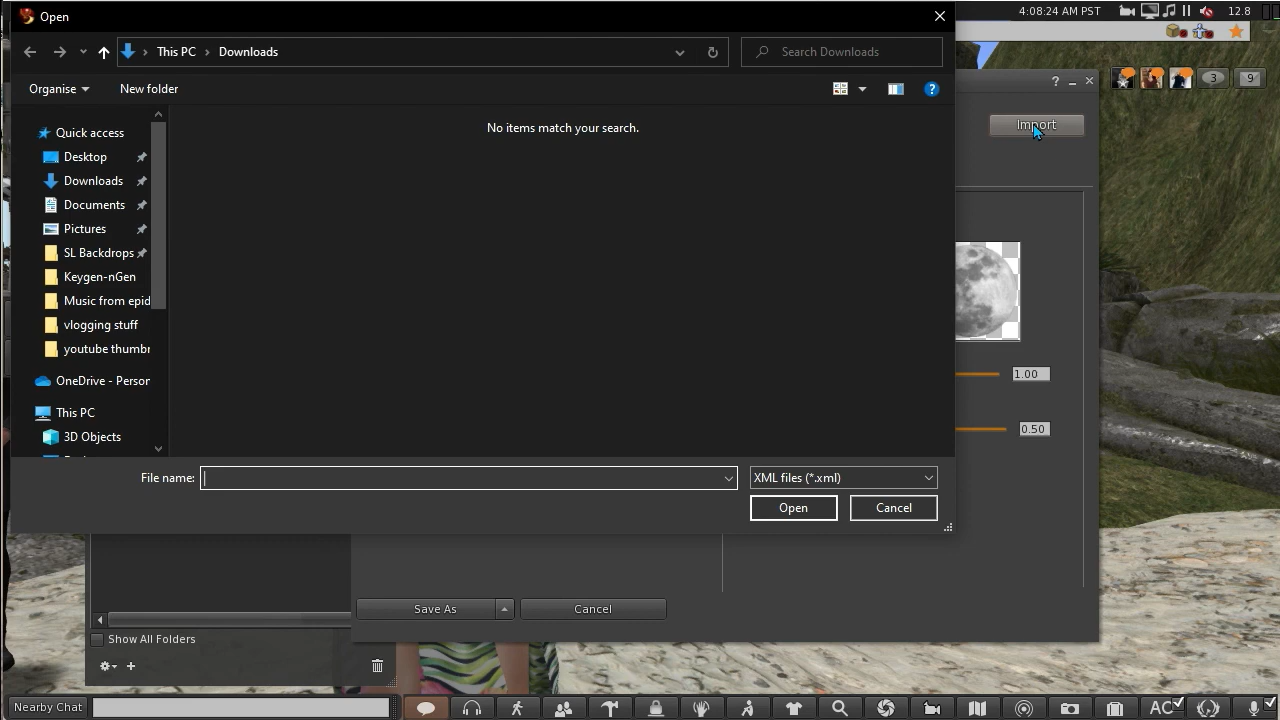 Open
4:08:24 AM PST
12.8
This PC
Downloads
Search Downloads
Organise
New folder
3
9
Import
No items match your search.
Quick access
Desktop
Downloads
Documents
Pictures
SL Backdrops
Keygen-nGen
Music from epid
vlogging stuff
youtube thumbr
OneDrive - Person
This PC
3D Objects
1.00
0.50
File name:
XML files (*.xml)
Open
Cancel
Save As
Cancel
Show All Folders
Nearby Chat
AC